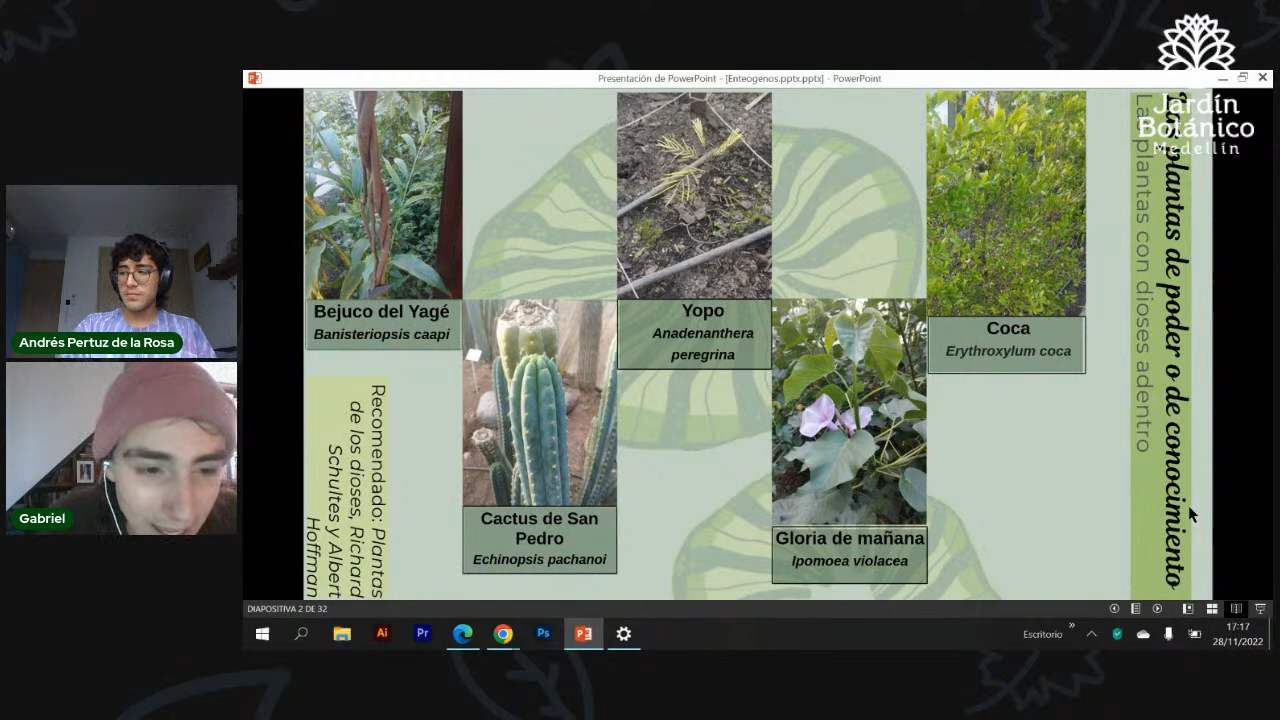 Presentación de PowerPoint - [Enteogenos.pptx.pptx] - PowerPoint
Jardín
Botánico
Medellín
plantas de poder o de conocimiento
plantas con dioses adentro
Bejuco del Yagé
Banisteriopsis caapi
Yopo
Anadenanthera
peregrina
Coca
Erythroxylum coca
Cactus de San
Pedro
Echinopsis pachanoi
Gloria de mañana
Ipomoea violacea
Recomendado: Plantas
de los dioses, Richard
Schultes y Albert
Hoffman
Andrés Pertuz de la Rosa
Gabriel
DIAPOSITIVA 2 DE 32
Ai
Pr
Ps
Escritorio
17:17
28/11/2022